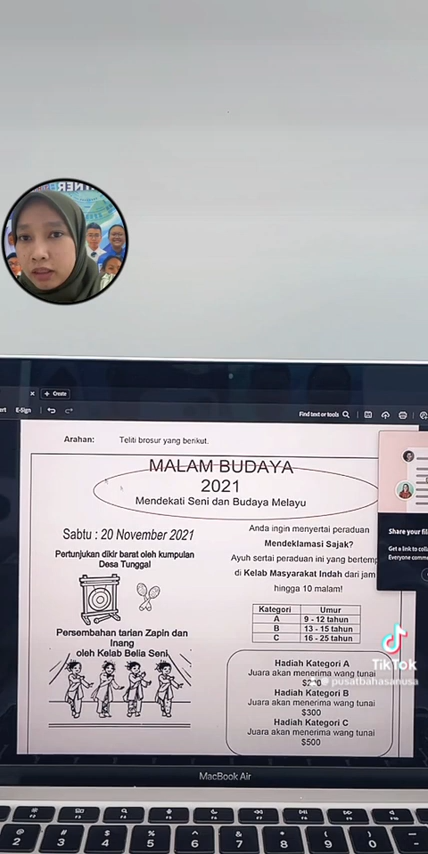 Create
E-Sign
Find text or tools
Arahan: Teliti brosur yang berikut.
MALAM BUDAYA
2021
Mendekati Seni dan Budaya Melayu
Sabtu : 20 November 2021
Pertunjukan dikir barat oleh kumpulan
Desa Tunggal
Persembahan tarian Zapin dan
Inang
oleh Kelab Belia Seni
Anda ingin menyertai peraduan
Mendeklamasi Sajak?
Ayuh sertai peraduan ini yang bertemp
di Kelab Masyarakat Indah dari jam
hingga 10 malam!
Kategori Umur
A 9 - 12 tahun
B 13 - 15 tahun
C 16 - 25 tahun
Hadiah Kategori A
Juara akan menerima wang tunai
Hadiah Kategori B
Juara akan menerima wang tunai
$300
Hadiah Kategori C
Juara akan menerima wang tunai
$500
Share your fil
Get a link to coll
Everyone comme
TikTok
@pusatbahasanusa
MacBook Air